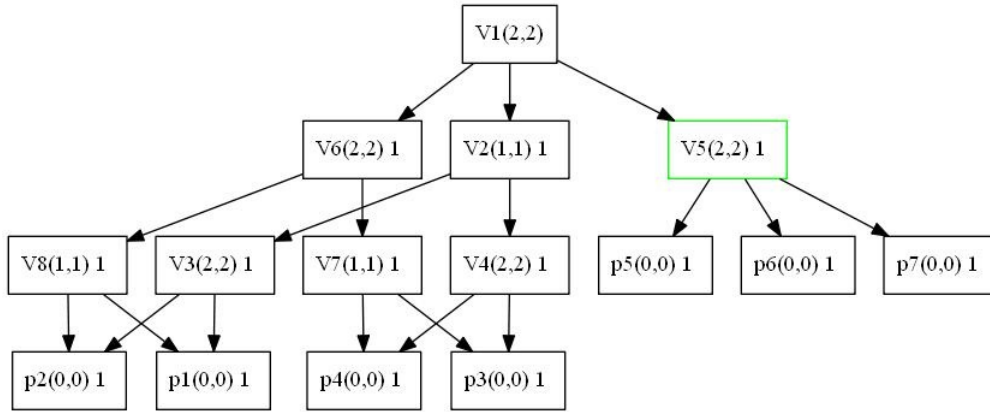 V1(2,2)
V6(2,2) 1
V2(1,1) 1
V5(2,2) 1
V8(1,1) 1
V3(2,2) 1
V7(1,1) 1
V4(2,2) 1
p5(0,0) 1
p6(0,0) 1
p7(0,0) 1
p2(0,0) 1
p1(0,0) 1
p4(0,0) 1
p3(0,0) 1